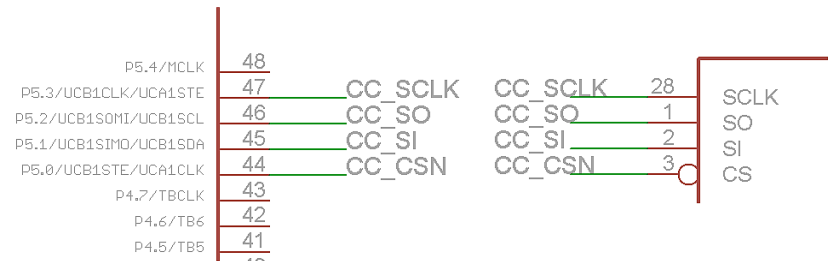 P5.4/MCLK 48
P5.3/UCB1CLK/UCA1STE 47 CC_SCLK CC_SCLK 28 SCLK
P5.2/UCB1SOMI/UCB1SCL 46 CC_SO CC_SO 1 SO
P5.1/UCB1SIMO/UCB1SDA 45 CC_SI CC_SI 2 SI
P5.0/UCB1STE/UCA1CLK 44 CC_CSN CC_CSN 3 CS
P4.7/TBCLK 43
P4.6/TB6 42
P4.5/TB5 41